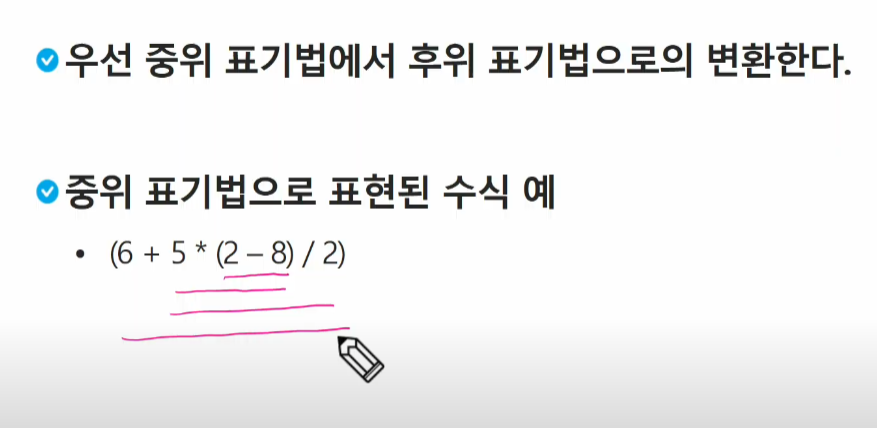 우선 중위 표기법에서 후위 표기법으로의 변환한다.
중위 표기법으로 표현된 수식 예
• (6 + 5 * (2 – 8) / 2)